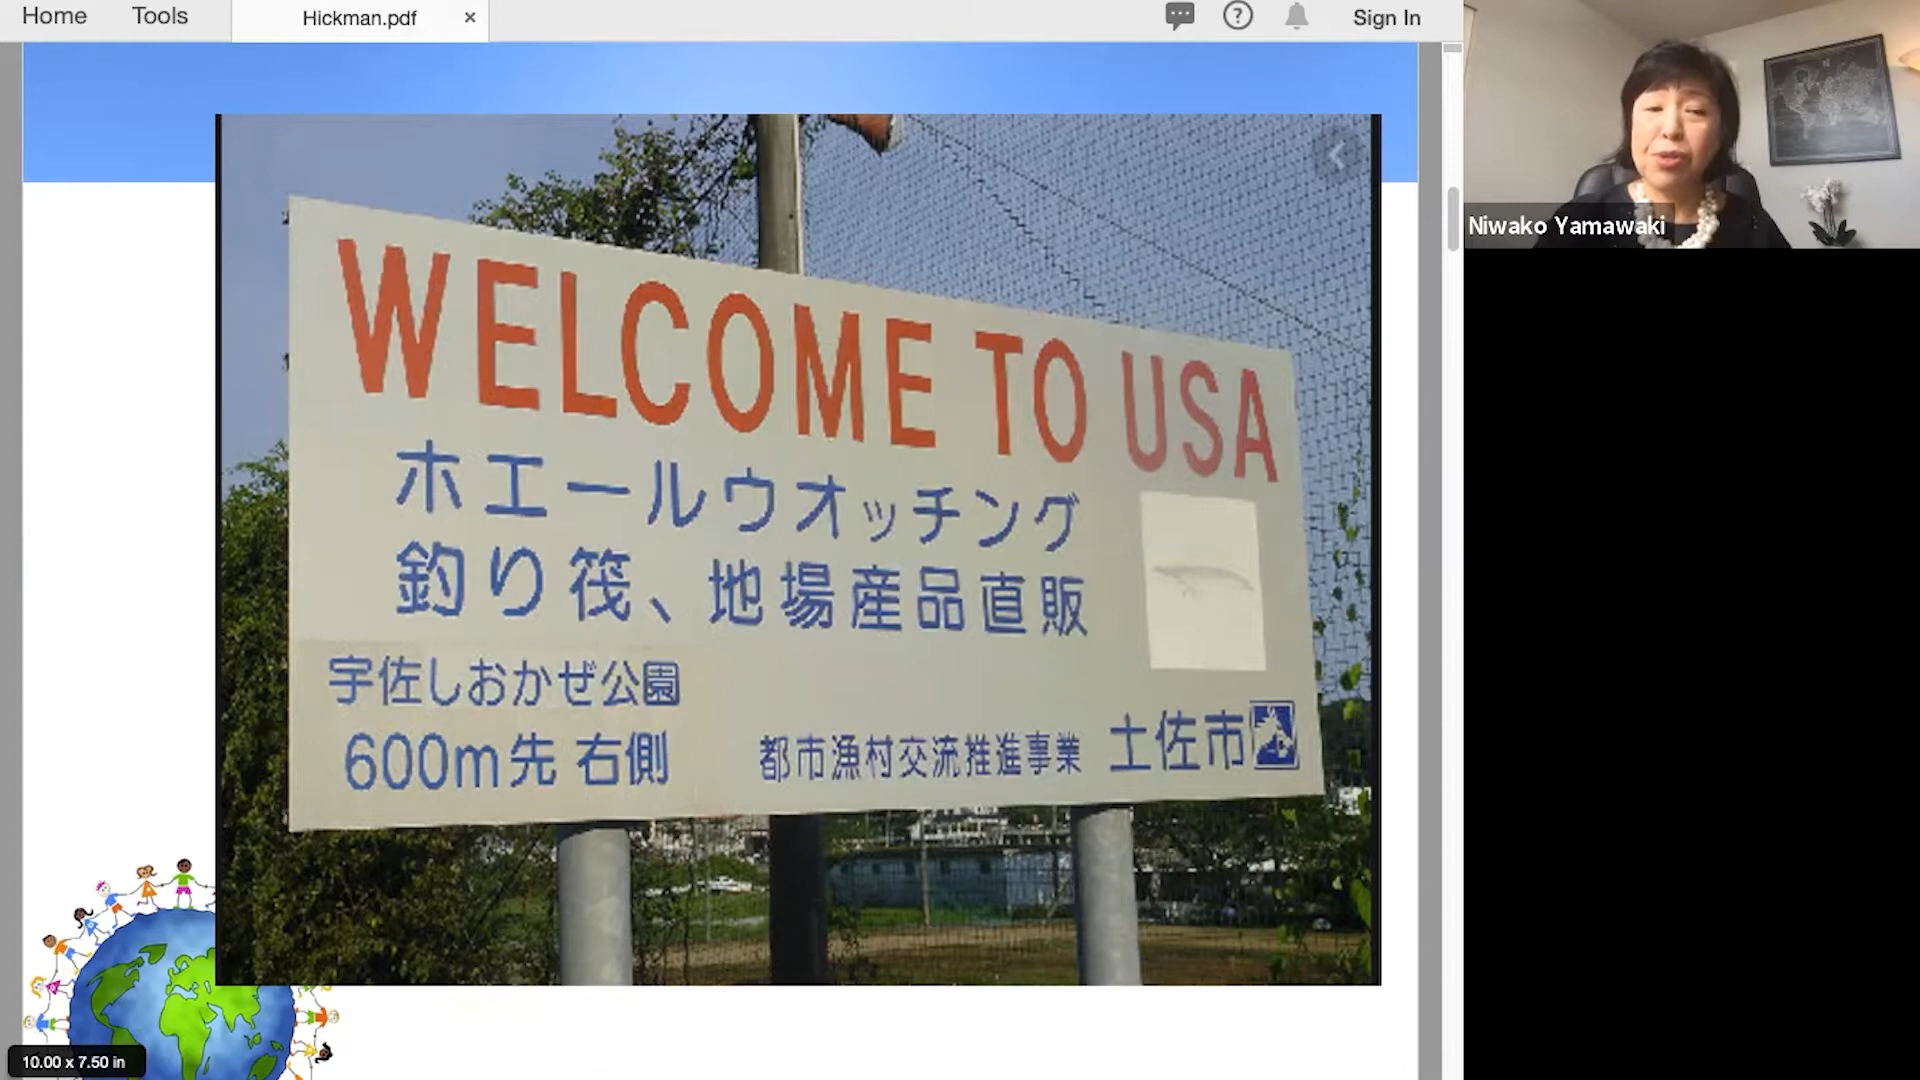 Home Tools Hickman.pdf × ? Sign In
WELCOME TO USA
ホエールウオッチング
釣り筏、地場産品直販
宇佐しおかぜ公園
600m先 右側
都市漁村交流推進事業 土佐市
Niwako Yamawaki
10.00 x 7.50 in